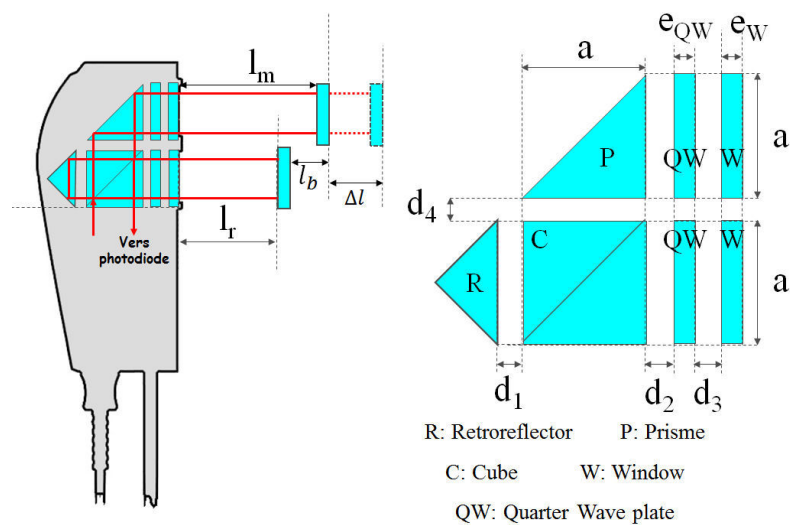 l_m
l_b
Δl
l_r
Vers
photodiode
a
e_QW
e_W
P
QW
W
a
d_4
C
QW
W
R
a
d_1
d_2
d_3
R: Retroreflector P: Prisme
C: Cube W: Window
QW: Quarter Wave plate